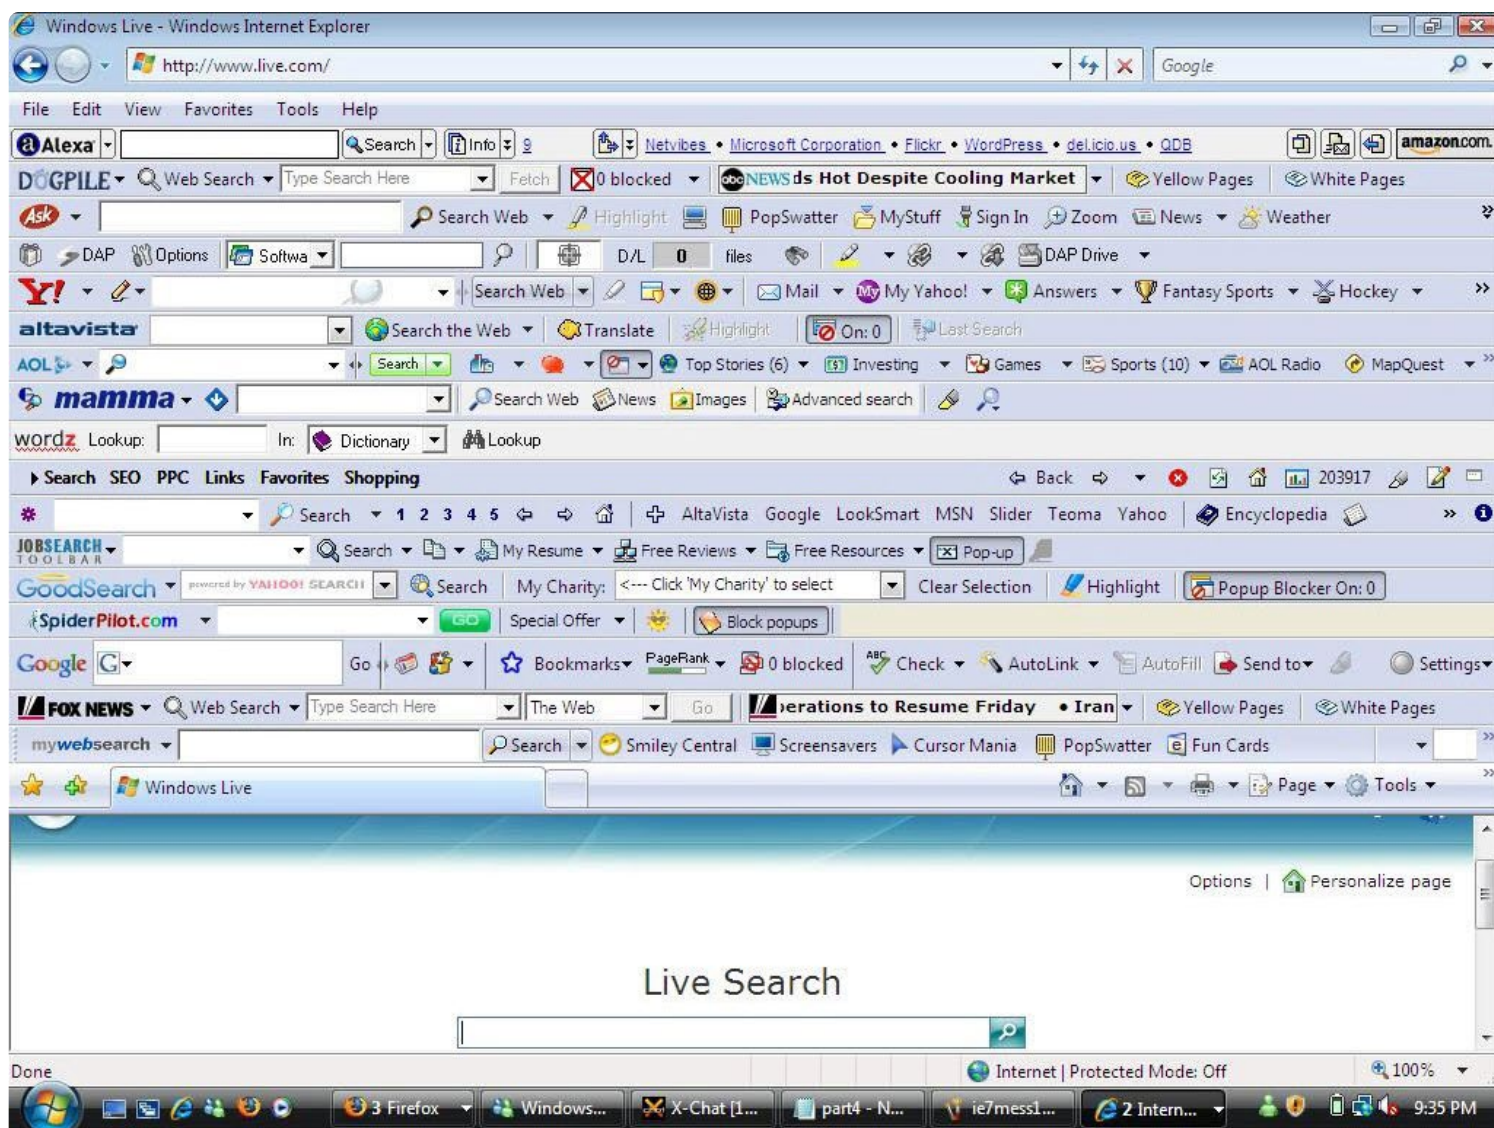 Windows Live - Windows Internet Explorer
http://www.live.com/ Google
File Edit View Favorites Tools Help
a Alexa Search Info 9 Netvibes • Microsoft Corporation • Flickr • WordPress • del.icio.us • QDB amazon.com.
DOGPILE Web Search Type Search Here Fetch 0 blocked abc NEWS ds Hot Despite Cooling Market Yellow Pages White Pages
Ask Search Web Highlight PopSwatter MyStuff Sign In Zoom News Weather »
DAP Options Softwa D/L 0 files DAP Drive
Y! Search Web Mail My My Yahoo! Answers Fantasy Sports Hockey »
altavista Search the Web Translate Highlight On: 0 Last Search
AOL Search Top Stories (6) Investing Games Sports (10) AOL Radio MapQuest »
mamma Search Web News Images Advanced search
wordz Lookup: In: Dictionary Lookup
Search SEO PPC Links Favorites Shopping Back 203917
Search 1 2 3 4 5 AltaVista Google LookSmart MSN Slider Teoma Yahoo Encyclopedia »
JOBSEARCH TOOLBAR Search My Resume Free Reviews Free Resources Pop-up
GoodSearch powered by YAHOO! SEARCH Search My Charity: <--- Click 'My Charity' to select Clear Selection Highlight Popup Blocker On: 0
SpiderPilot.com GO Special Offer Block popups
Google G Go Bookmarks PageRank 0 blocked ABC Check AutoLink AutoFill Send to Settings
FOX NEWS Web Search Type Search Here The Web Go erations to Resume Friday • Iran Yellow Pages White Pages
mywebsearch Search Smiley Central Screensavers Cursor Mania PopSwatter Fun Cards »
Windows Live Page Tools »
Options | Personalize page
Live Search
Done Internet | Protected Mode: Off 100%
3 Firefox Windows... X-Chat [1... part4 - N... ie7mess1... 2 Intern... 9:35 PM